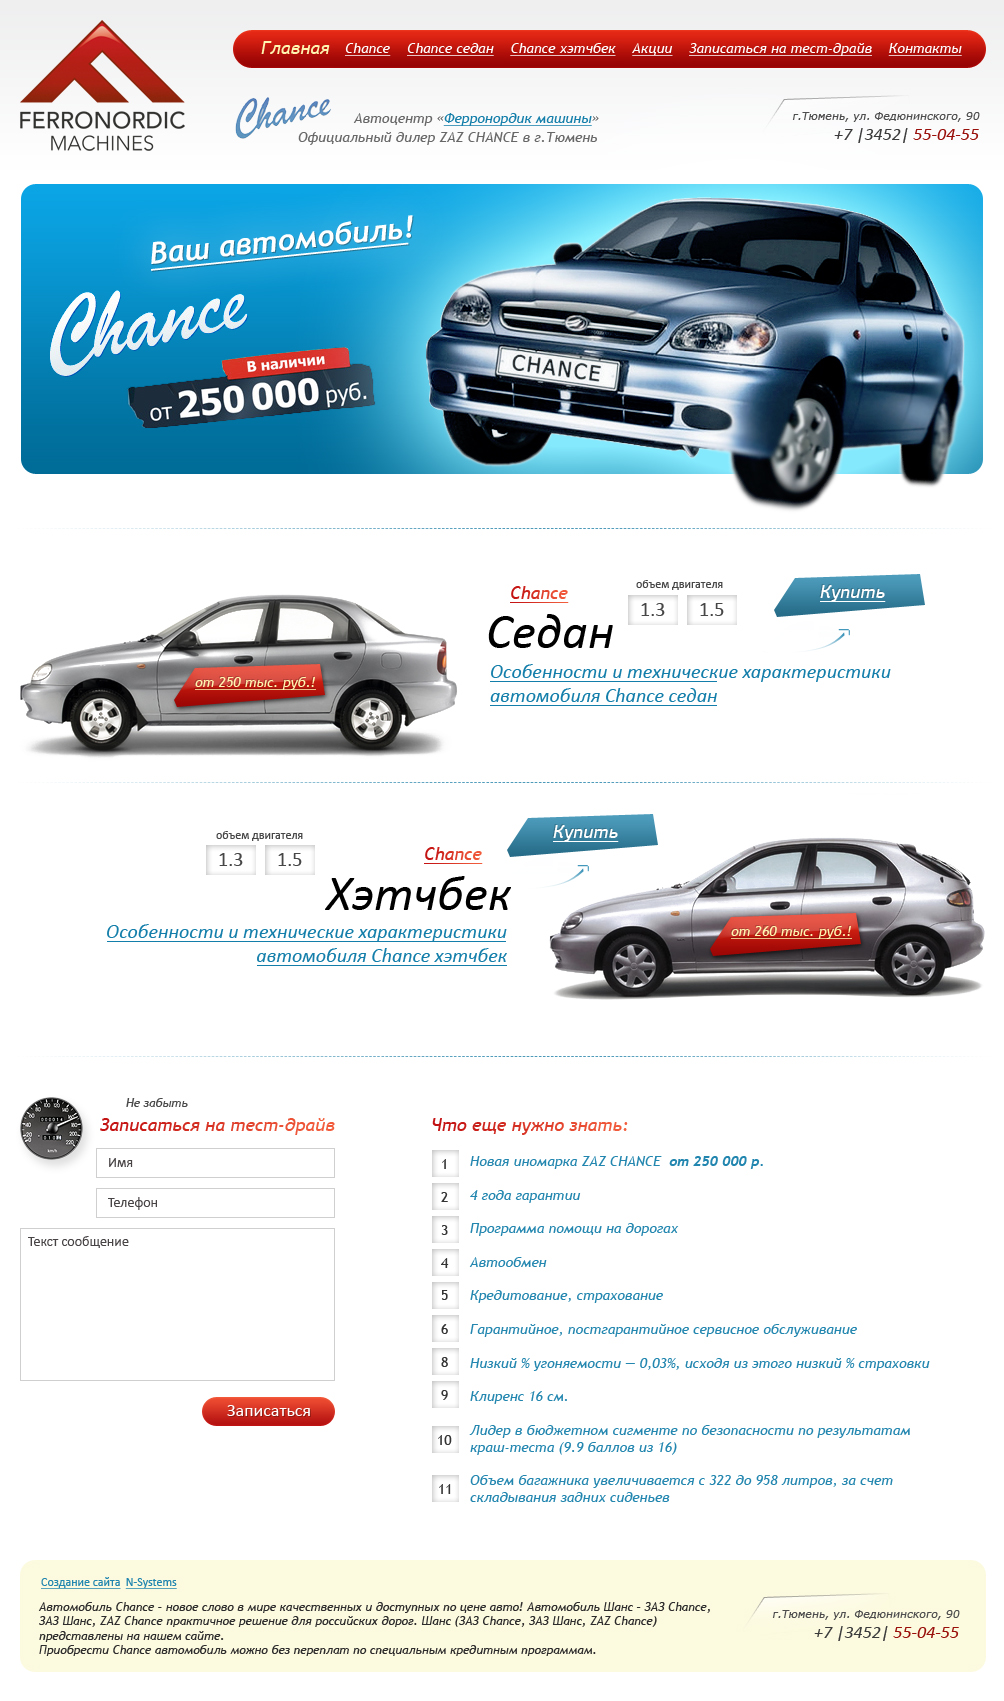 FERRONORDIC
MACHINES
Главная Chance Chance седан Chance хэтчбек Акции Записаться на тест-драйв Контакты
Chance
Автоцентр «Ферронордик машины»
Официальный дилер ZAZ CHANCE в г.Тюмень
г.Тюмень, ул. Федюнинского, 90
+7 |3452| 55-04-55
Ваш автомобиль!
Chance
В наличии
от 250 000 руб.
CHANCE
Chance
Седан
объем двигателя
1.3 1.5
Купить
Особенности и технические характеристики
автомобиля Chance седан
от 250 тыс. руб.!
объем двигателя
1.3 1.5
Chance
Хэтчбек
Купить
Особенности и технические характеристики
автомобиля Chance хэтчбек
от 260 тыс. руб.!
Не забыть
Записаться на тест-драйв
Имя
Телефон
Текст сообщение
Записаться
Что еще нужно знать:
1 Новая иномарка ZAZ CHANCE от 250 000 р.
2 4 года гарантии
3 Программа помощи на дорогах
4 Автообмен
5 Кредитование, страхование
6 Гарантийное, постгарантийное сервисное обслуживание
8 Низкий % угоняемости — 0,03%, исходя из этого низкий % страховки
9 Клиренс 16 см.
10 Лидер в бюджетном сигменте по безопасности по результатам
краш-теста (9.9 баллов из 16)
11 Объем багажника увеличивается с 322 до 958 литров, за счет
складывания задних сиденьев
Создание сайта N-Systems
Автомобиль Chance - новое слово в мире качественных и доступных по цене авто! Автомобиль Шанс - ЗАЗ Chance,
ЗАЗ Шанс, ZAZ Chance практичное решение для российских дорог. Шанс (ЗАЗ Chance, ЗАЗ Шанс, ZAZ Chance)
представлены на нашем сайте.
Приобрести Chance автомобиль можно без переплат по специальным кредитным программам.
г.Тюмень, ул. Федюнинского, 90
+7 |3452| 55-04-55